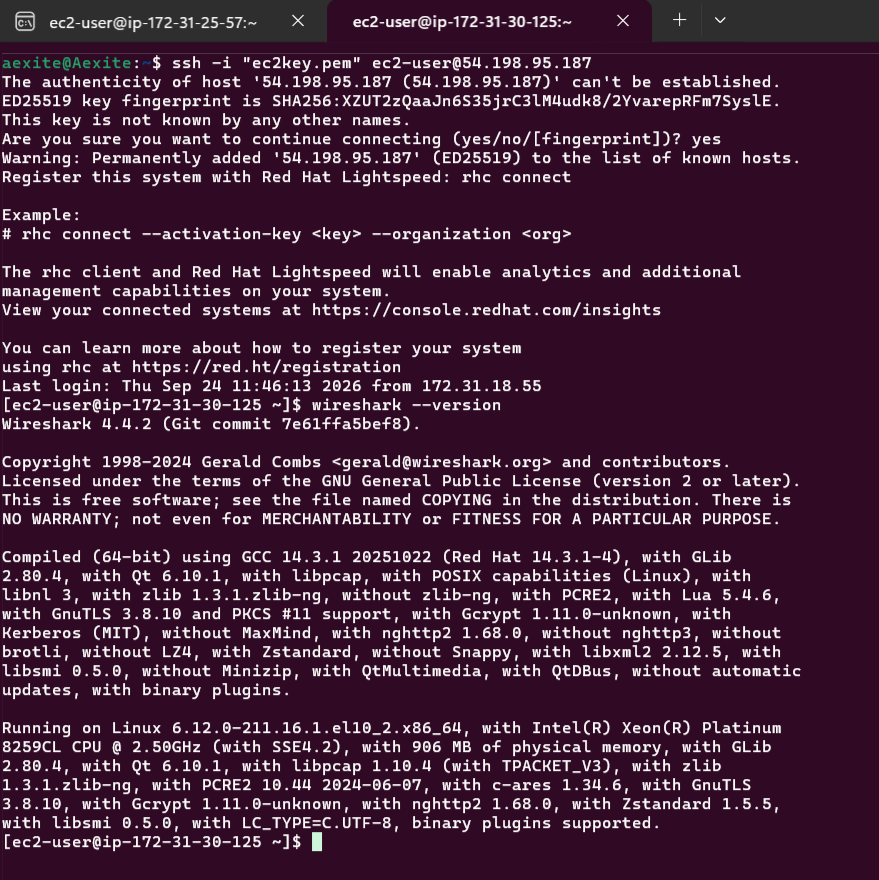 ec2-user@ip-172-31-25-57:~
ec2-user@ip-172-31-30-125:~
aexite@Aexite:~$ ssh -i "ec2key.pem" ec2-user@54.198.95.187
The authenticity of host '54.198.95.187 (54.198.95.187)' can't be established.
ED25519 key fingerprint is SHA256:XZUT2zQaaJn6S35jrC3lM4udk8/2YvarepRFm7SyslE.
This key is not known by any other names.
Are you sure you want to continue connecting (yes/no/[fingerprint])? yes
Warning: Permanently added '54.198.95.187' (ED25519) to the list of known hosts.
Register this system with Red Hat Lightspeed: rhc connect

Example:
# rhc connect --activation-key <key> --organization <org>

The rhc client and Red Hat Lightspeed will enable analytics and additional
management capabilities on your system.
View your connected systems at https://console.redhat.com/insights

You can learn more about how to register your system
using rhc at https://red.ht/registration
Last login: Thu Sep 24 11:46:13 2026 from 172.31.18.55
[ec2-user@ip-172-31-30-125 ~]$ wireshark --version
Wireshark 4.4.2 (Git commit 7e61ffa5bef8).

Copyright 1998-2024 Gerald Combs <gerald@wireshark.org> and contributors.
Licensed under the terms of the GNU General Public License (version 2 or later).
This is free software; see the file named COPYING in the distribution. There is
NO WARRANTY; not even for MERCHANTABILITY or FITNESS FOR A PARTICULAR PURPOSE.

Compiled (64-bit) using GCC 14.3.1 20251022 (Red Hat 14.3.1-4), with GLib
2.80.4, with Qt 6.10.1, with libpcap, with POSIX capabilities (Linux), with
libnl 3, with zlib 1.3.1.zlib-ng, without zlib-ng, with PCRE2, with Lua 5.4.6,
with GnuTLS 3.8.10 and PKCS #11 support, with Gcrypt 1.11.0-unknown, with
Kerberos (MIT), without MaxMind, with nghttp2 1.68.0, without nghttp3, without
brotli, without LZ4, with Zstandard, without Snappy, with libxml2 2.12.5, with
libsmi 0.5.0, without Minizip, with QtMultimedia, with QtDBus, without automatic
updates, with binary plugins.

Running on Linux 6.12.0-211.16.1.el10_2.x86_64, with Intel(R) Xeon(R) Platinum
8259CL CPU @ 2.50GHz (with SSE4.2), with 906 MB of physical memory, with GLib
2.80.4, with Qt 6.10.1, with libpcap 1.10.4 (with TPACKET_V3), with zlib
1.3.1.zlib-ng, with PCRE2 10.44 2024-06-07, with c-ares 1.34.6, with GnuTLS
3.8.10, with Gcrypt 1.11.0-unknown, with nghttp2 1.68.0, with Zstandard 1.5.5,
with libsmi 0.5.0, with LC_TYPE=C.UTF-8, binary plugins supported.
[ec2-user@ip-172-31-30-125 ~]$